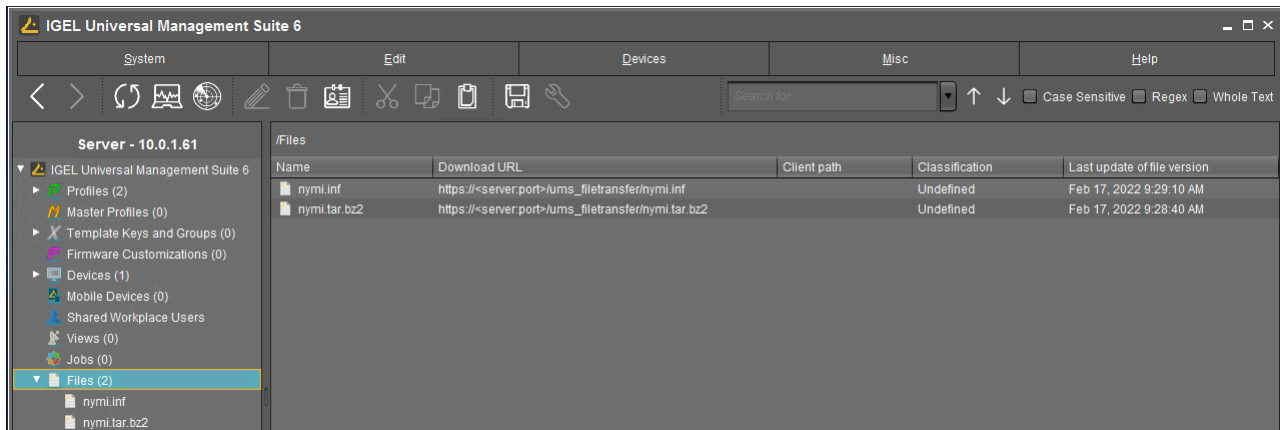 IGEL Universal Management Suite 6
System Edit Devices Misc Help
Search for... Case Sensitive Regex Whole Text
Server - 10.0.1.61
IGEL Universal Management Suite 6
Profiles (2)
Master Profiles (0)
Template Keys and Groups (0)
Firmware Customizations (0)
Devices (1)
Mobile Devices (0)
Shared Workplace Users
Views (0)
Jobs (0)
Files (2)
nymi.inf
nymi.tar.bz2
/Files
Name Download URL Client path Classification Last update of file version
nymi.inf https://<server:port>/ums_filetransfer/nymi.inf Undefined Feb 17, 2022 9:29:10 AM
nymi.tar.bz2 https://<server:port>/ums_filetransfer/nymi.tar.bz2 Undefined Feb 17, 2022 9:28:40 AM